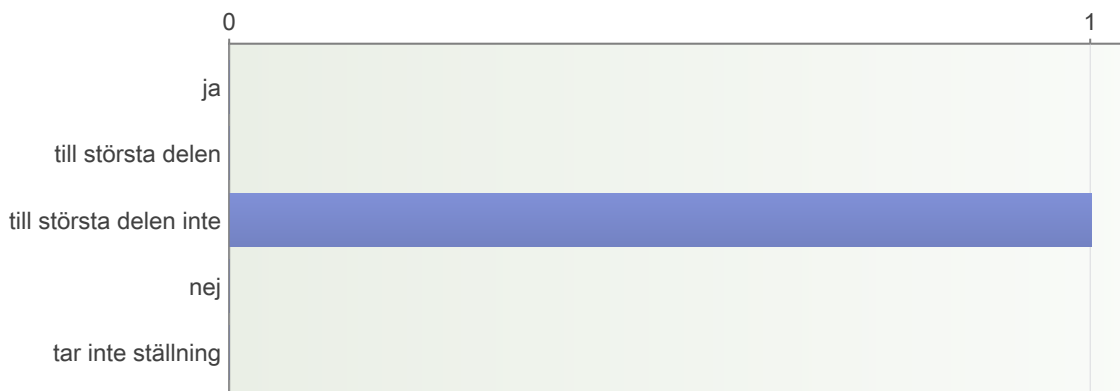 0 1
ja
till största delen
till största delen inte
nej
tar inte ställning